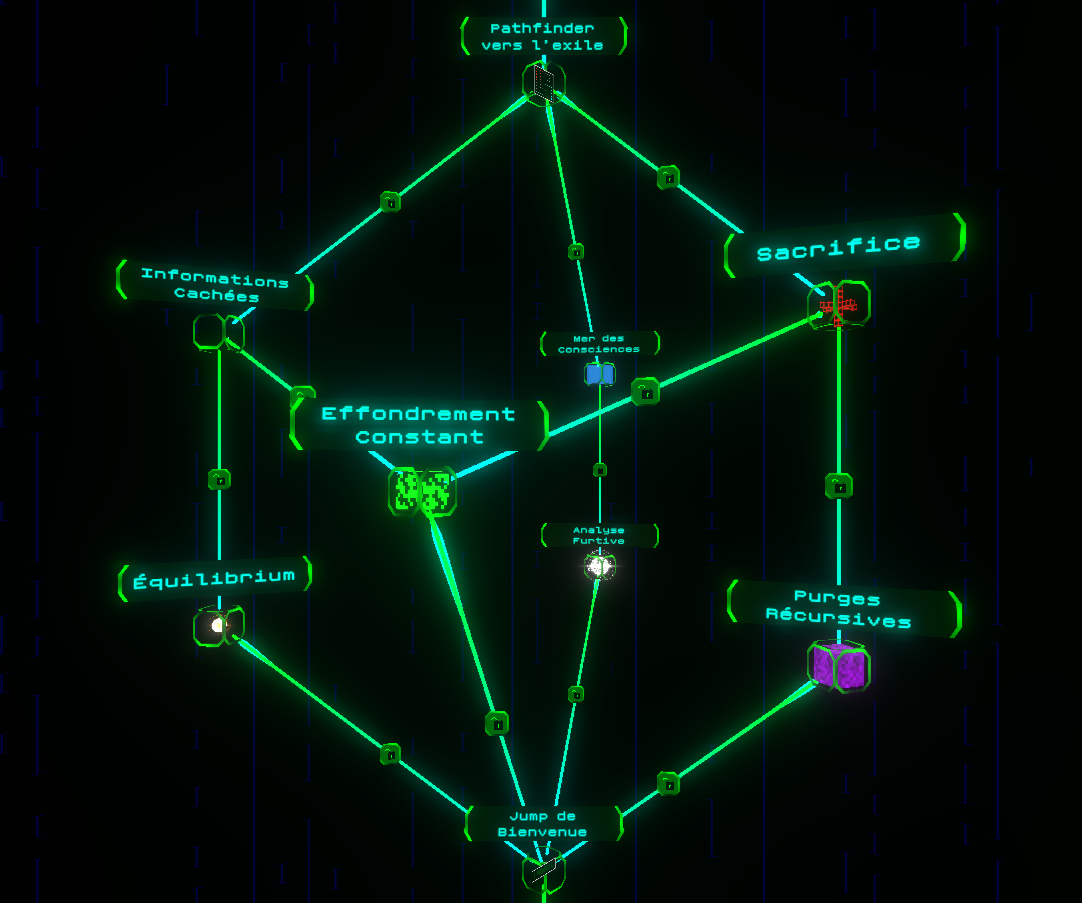 Pathfinder
vers l'exile
Sacrifice
Informations
Cachées
Mer des
Consciences
Effondrement
Constant
Analyse
Furtive
Équilibrium
Purges
Récursives
Jump de
Bienvenue